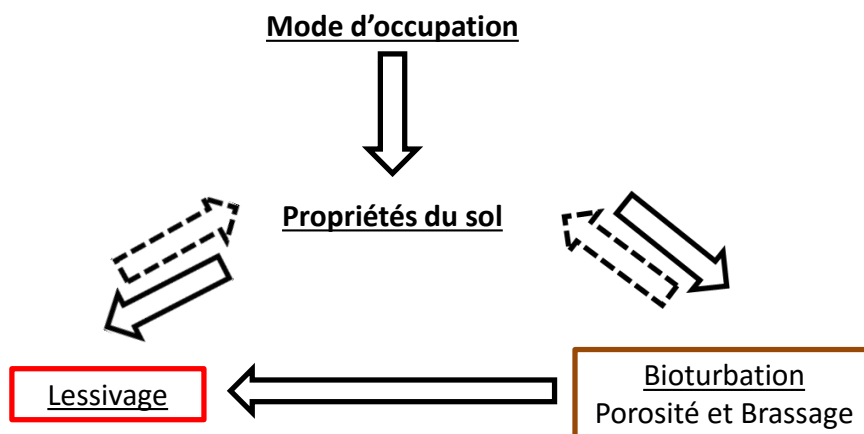 Mode d'occupation
Propriétés du sol
Lessivage
Bioturbation
Porosité et Brassage